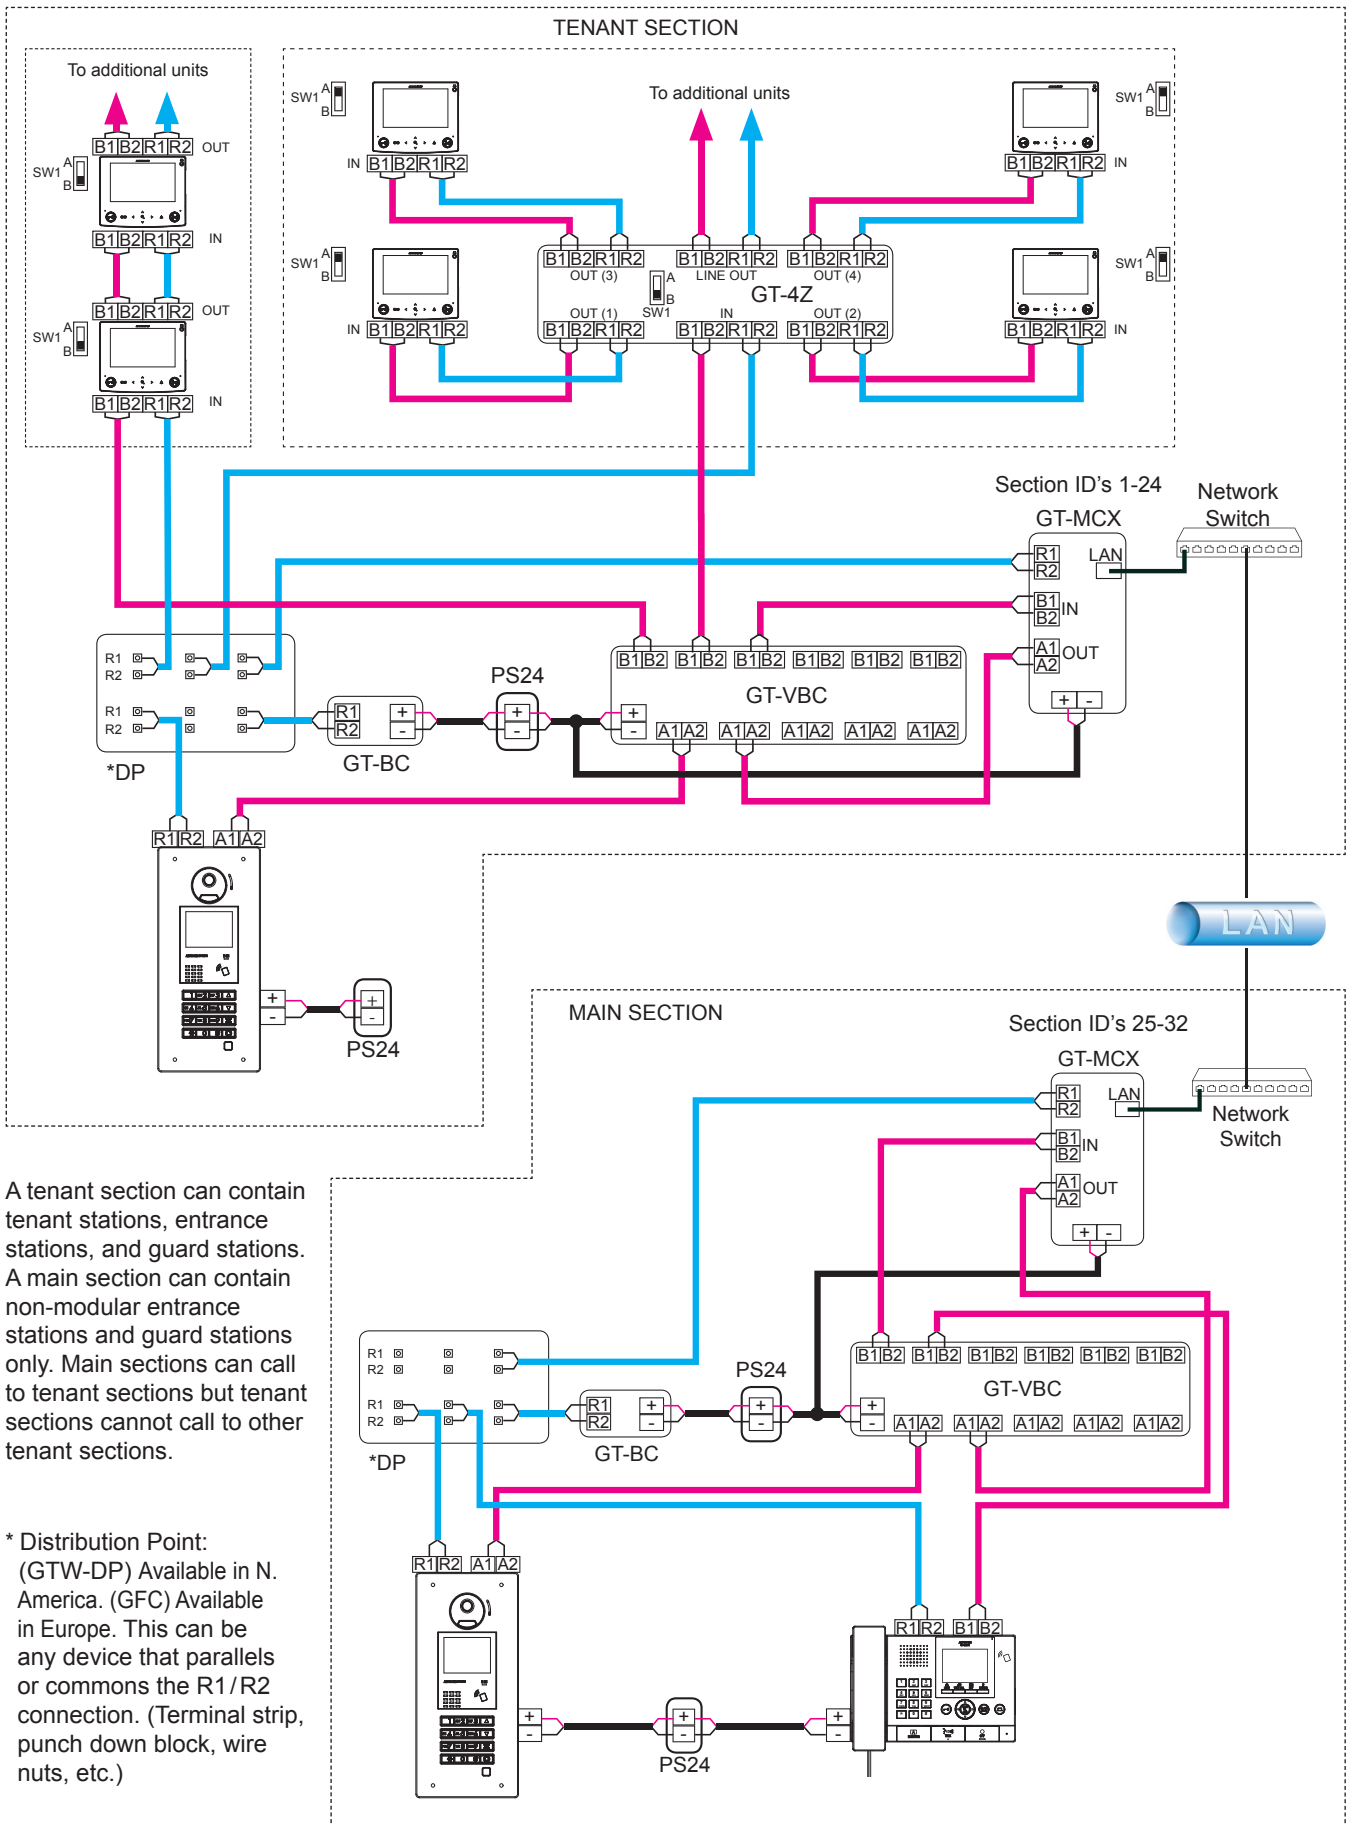 TENANT SECTION
To additional units
B1 B2 R1 R2 OUT
SW1 A B
B1 B2 R1 R2 IN
B1 B2 R1 R2 OUT
SW1 A B
B1 B2 R1 R2 IN
SW1 A B
IN B1 B2 R1 R2
To additional units
SW1 A B
B1 B2 R1 R2 IN
SW1 A B
IN B1 B2 R1 R2
SW1 A B
B1 B2 R1 R2 IN
B1 B2 R1 R2 B1 B2 R1 R2 B1 B2 R1 R2
OUT (3) LINE OUT OUT (4)
A B SW1
GT-4Z
OUT (1) IN OUT (2)
B1 B2 R1 R2 B1 B2 R1 R2 B1 B2 R1 R2
Section ID's 1-24
GT-MCX
Network
Switch
R1
R2
LAN
B1
B2
IN
A1
A2
OUT
+ -
R1
R2
R1
R2
*DP
R1
R2
+
-
GT-BC
PS24
+
-
+
-
B1 B2 B1 B2 B1 B2 B1 B2 B1 B2 B1 B2
GT-VBC
A1 A2 A1 A2 A1 A2 A1 A2 A1 A2
R1 R2 A1 A2
+
-
+
-
PS24
LAN
MAIN SECTION
Section ID's 25-32
GT-MCX
R1
R2
LAN
B1
B2
IN
A1
A2
OUT
+ -
Network
Switch
A tenant section can contain
tenant stations, entrance
stations, and guard stations.
A main section can contain
non-modular entrance
stations and guard stations
only. Main sections can call
to tenant sections but tenant
sections cannot call to other
tenant sections.
* Distribution Point:
(GTW-DP) Available in N.
America. (GFC) Available
in Europe. This can be
any device that parallels
or commons the R1/R2
connection. (Terminal strip,
punch down block, wire
nuts, etc.)
R1
R2
R1
R2
*DP
R1
R2
+
-
GT-BC
PS24
+
-
+
-
B1 B2 B1 B2 B1 B2 B1 B2 B1 B2 B1 B2
GT-VBC
A1 A2 A1 A2 A1 A2 A1 A2 A1 A2
R1 R2 A1 A2
R1 R2 B1 B2
+
-
+
-
PS24
+
-